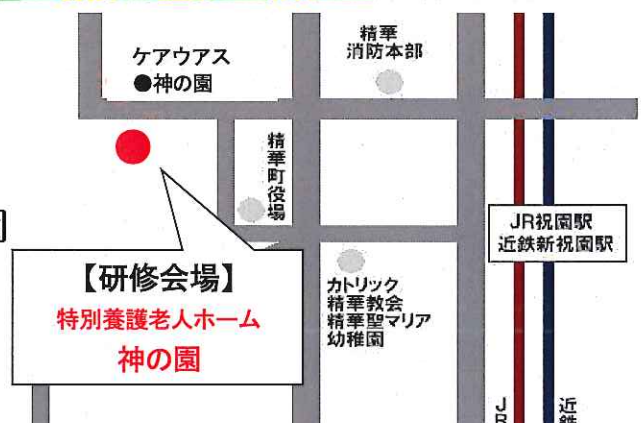 ケアウアス
●神の園
精華
消防本部
精華町役場
JR祝園駅
近鉄新祝園駅
【研修会場】
特別養護老人ホーム
神の園
カトリック
精華教会
精華聖マリア
幼稚園
JR
近鉄